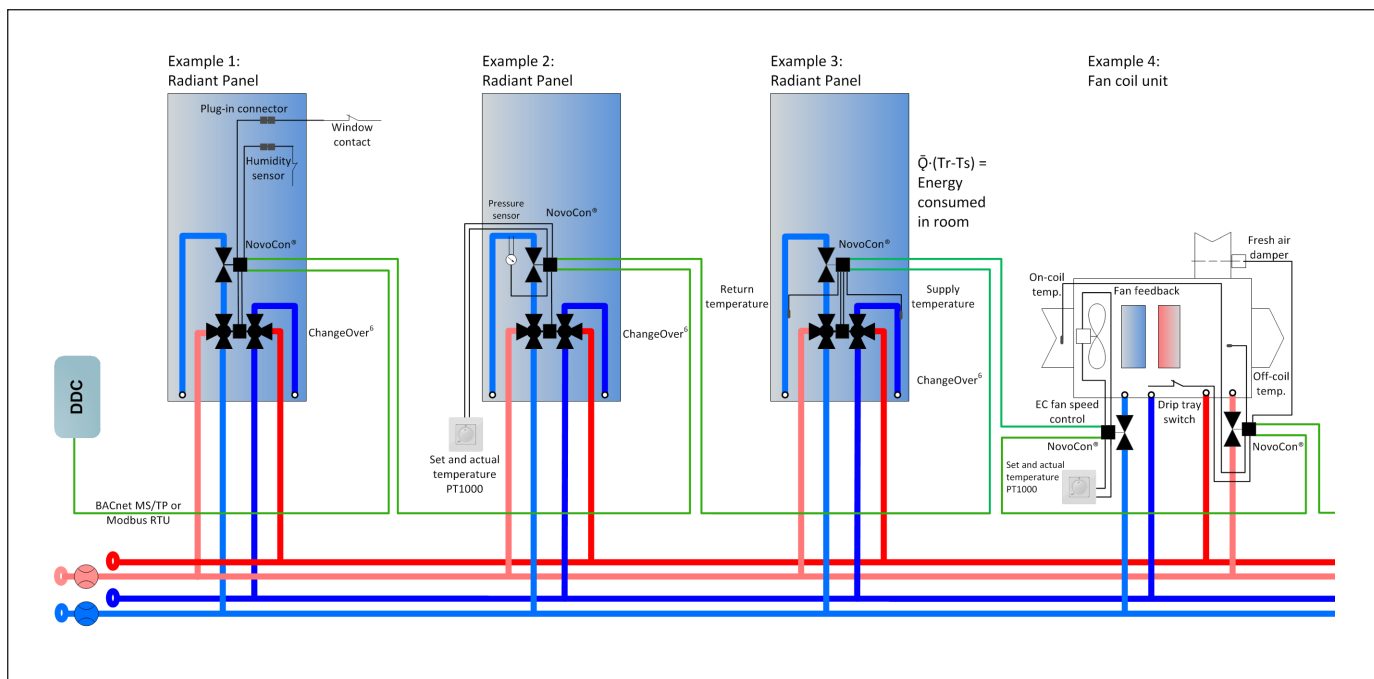 Example 1:
Radiant Panel
Plug-in connector
Window
contact
Humidity
sensor
NovoCon®
ChangeOver⁶
DDC
BACnet MS/TP or
Modbus RTU
Example 2:
Radiant Panel
Pressure
sensor
NovoCon®
ChangeOver⁶
Set and actual
temperature
PT1000
Example 3:
Radiant Panel
Q̄·(Tr-Ts) =
Energy
consumed
in room
NovoCon®
Return
temperature
Supply
temperature
ChangeOver⁶
Example 4:
Fan coil unit
Fresh air
damper
On-coil
temp.
Fan feedback
Off-coil
temp.
EC fan speed
control
Drip tray
switch
NovoCon®
NovoCon®
Set and actual
temperature
PT1000